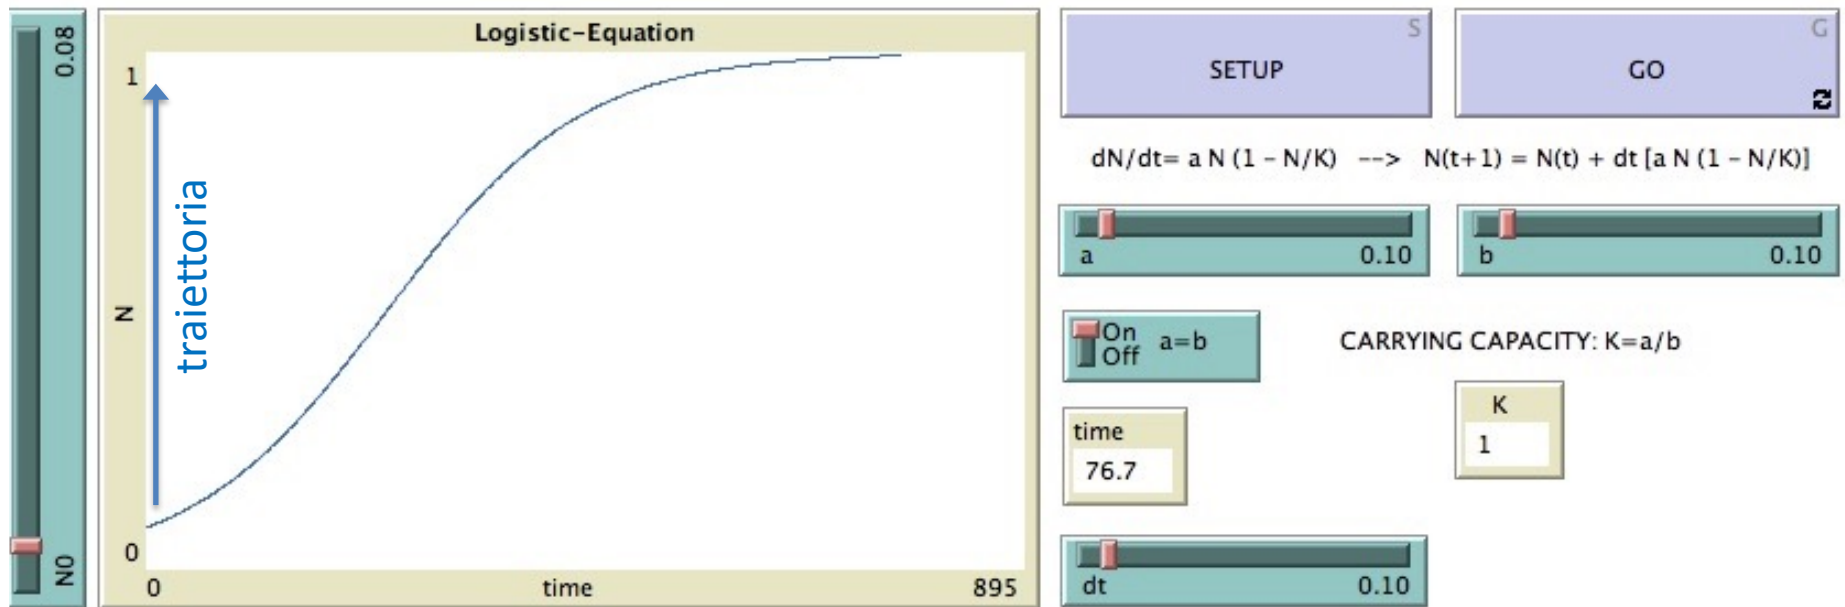 0.08
N0
Logistic-Equation
1
N
0
traiettoria
0
time
895
S
SETUP
G
GO
dN/dt= a N (1 - N/K) --> N(t+1) = N(t) + dt [a N (1 - N/K)]
a
0.10
b
0.10
On
Off
a=b
CARRYING CAPACITY: K=a/b
time
76.7
K
1
dt
0.10